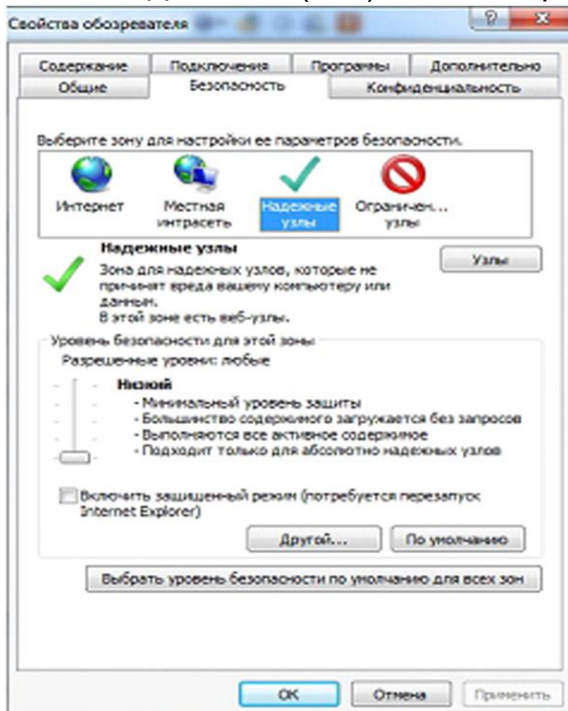 Свойства обозревателя
Содержание Подключения Программы Дополнительно
Общие Безопасность Конфиденциальность
Выберите зону для настройки ее параметров безопасности.
Интернет Местная интрасеть Надежные узлы Ограничен... узлы
Надежные узлы
Узлы
Зона для надежных узлов, которые не
причинят вреда вашему компьютеру или
данным.
В этой зоне есть веб-узлы.
Уровень безопасности для этой зоны
Разрешенные уровни: любые
Низкий
- Минимальный уровень защиты
- Большинство содержимого загружается без запросов
- Выполняются все активное содержимое
- Подходит только для абсолютно надежных узлов
Включить защищенный режим (потребуется перезапуск
Internet Explorer)
Другой... По умолчанию
Выбрать уровень безопасности по умолчанию для всех зон
ОК Отмена Применить